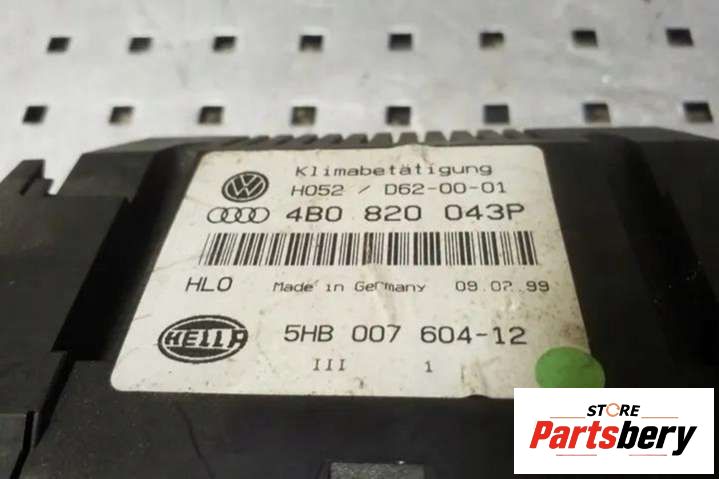 Klimabetätigung
H052 / D62-00-01
4B0 820 043P
HLO Made in Germany 09.02.99
HELLA
5HB 007 604-12
III 1
STORE
Partsbery